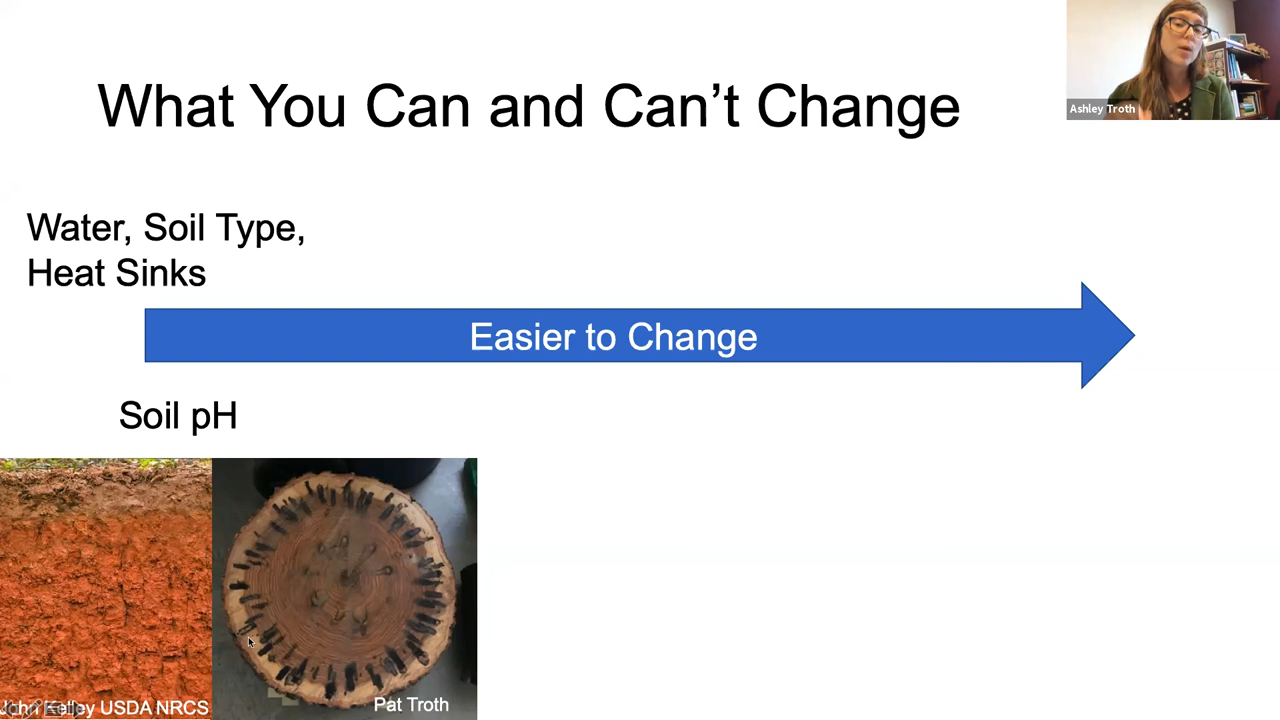 What You Can and Can't Change
Ashley Troth
Water, Soil Type,
Heat Sinks
Easier to Change
Soil pH
John Kelley USDA NRCS
Pat Troth